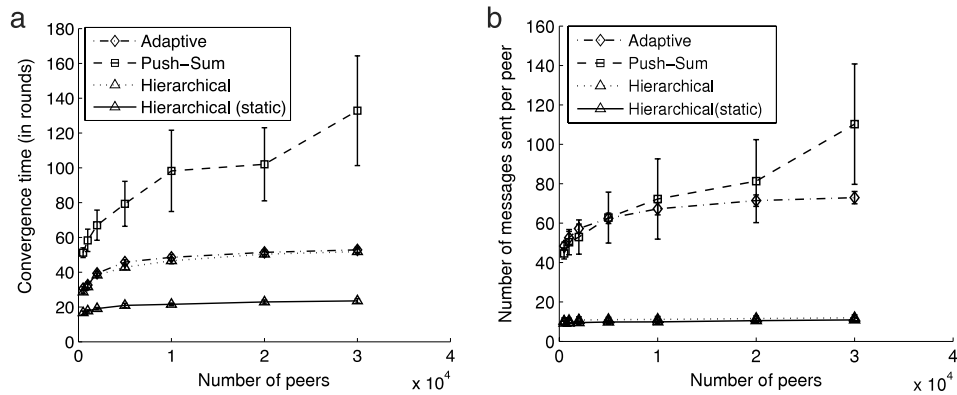 a
Convergence time (in rounds)
180
160
140
120
100
80
60
40
20
0
Adaptive
Push−Sum
Hierarchical
Hierarchical (static)
0 1 2 3 4
Number of peers
x 10^4
b
Number of messages sent per peer
160
140
120
100
80
60
40
20
0
Adaptive
Push−Sum
Hierarchical
Hierarchical(static)
0 1 2 3 4
Number of peers
x 10^4